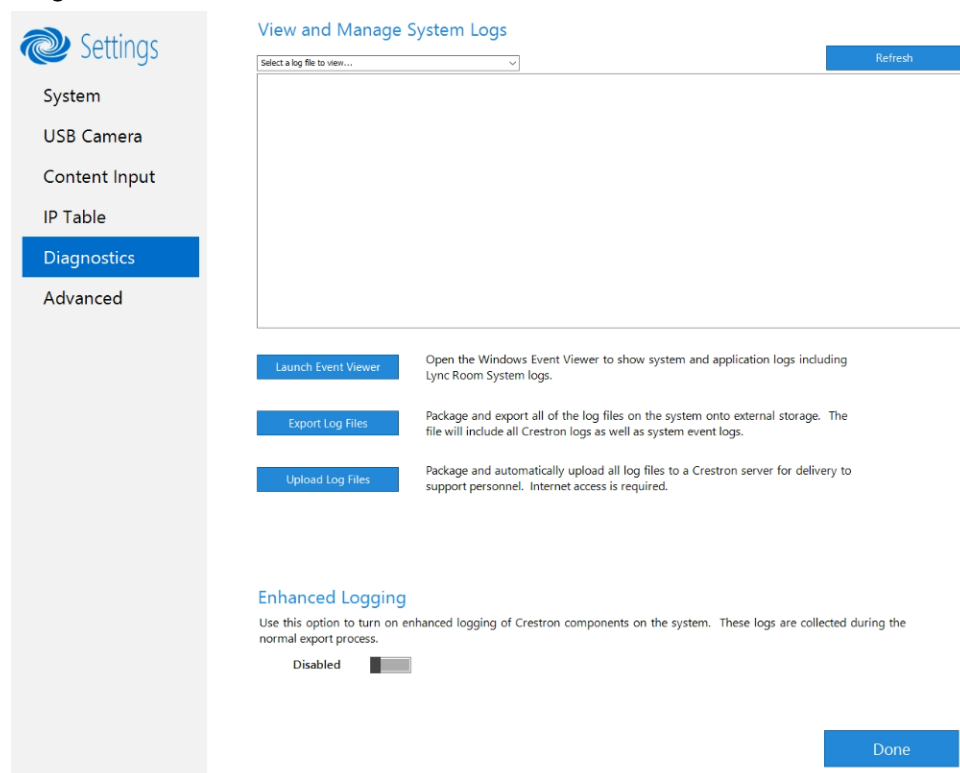 Settings
System
USB Camera
Content Input
IP Table
Diagnostics
Advanced
View and Manage System Logs
Select a log file to view...
Refresh
Launch Event Viewer
Open the Windows Event Viewer to show system and application logs including
Lync Room System logs.
Export Log Files
Package and export all of the log files on the system onto external storage. The
file will include all Crestron logs as well as system event logs.
Upload Log Files
Package and automatically upload all log files to a Crestron server for delivery to
support personnel. Internet access is required.
Enhanced Logging
Use this option to turn on enhanced logging of Crestron components on the system. These logs are collected during the
normal export process.
Disabled
Done